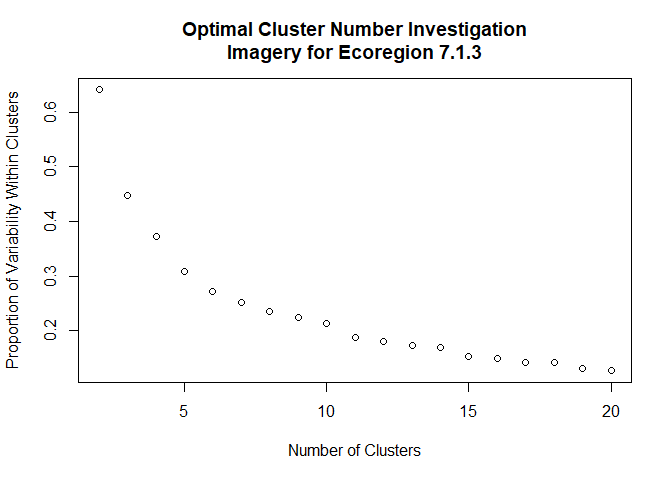 Optimal Cluster Number Investigation
Imagery for Ecoregion 7.1.3
Proportion of Variability Within Clusters
0.6
0.5
0.4
0.3
0.2
5 10 15 20
Number of Clusters